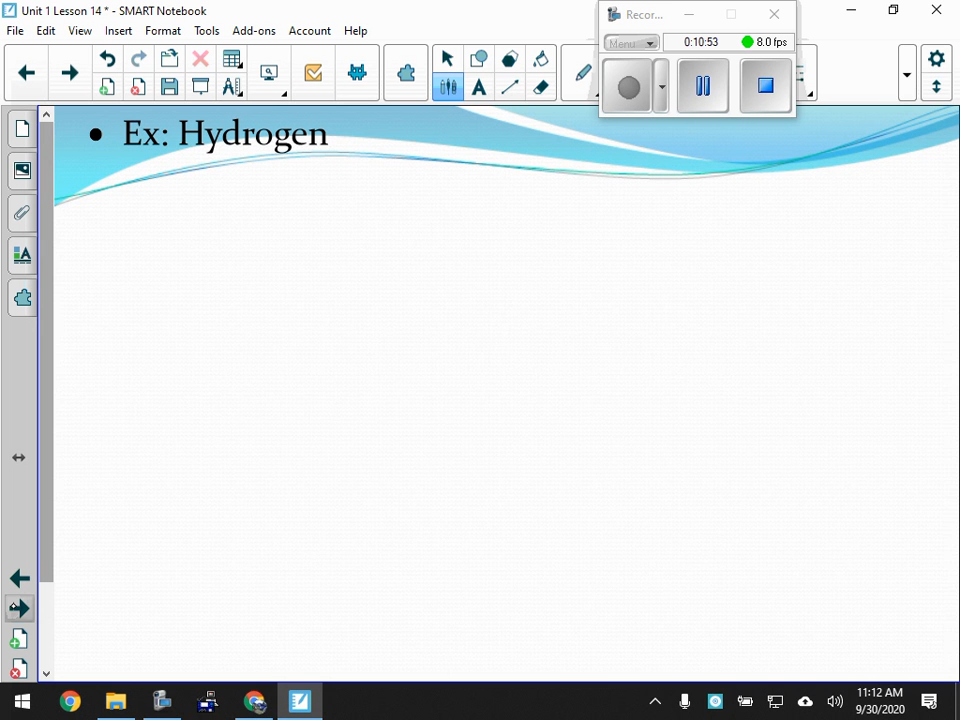 Unit 1 Lesson 14 * - SMART Notebook
Recor...
File Edit View Insert Format Tools Add-ons Account Help
Menu 0:10:53 8.0 fps
• Ex: Hydrogen
11:12 AM
9/30/2020